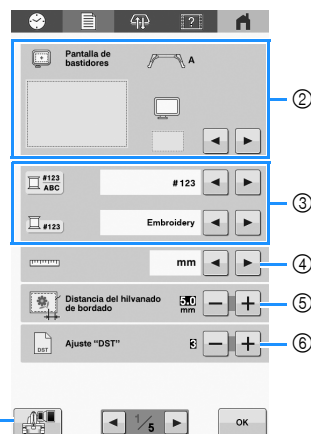 ?
Pantalla de
bastidores
A
②
#123
ABC
#123
③
#123
Embroidery
mm
④
Distancia del hilvanado
de bordado
5.0
mm
⑤
DST
Ajuste "DST"
3
⑥
1/5
OK